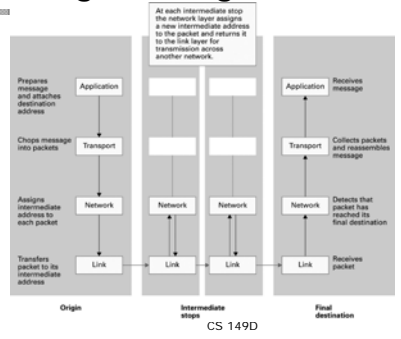 At each intermediate stop
the network layer assigns
a new intermediate address
to the packet and returns it
to the link layer for
transmission across
another network.
Prepares
message
and attaches
destination
address
Application
Application
Receives
message
Chops message
into packets
Transport
Transport
Collects packets
and reassembles
message
Assigns
intermediate
address to
each packet
Network
Network
Network
Network
Detects that
packet has
reached its
final destination
Transfers
packet to its
intermediate
address
Link
Link
Link
Link
Receives
packet
Origin
Intermediate
stops
Final
destination
CS 149D